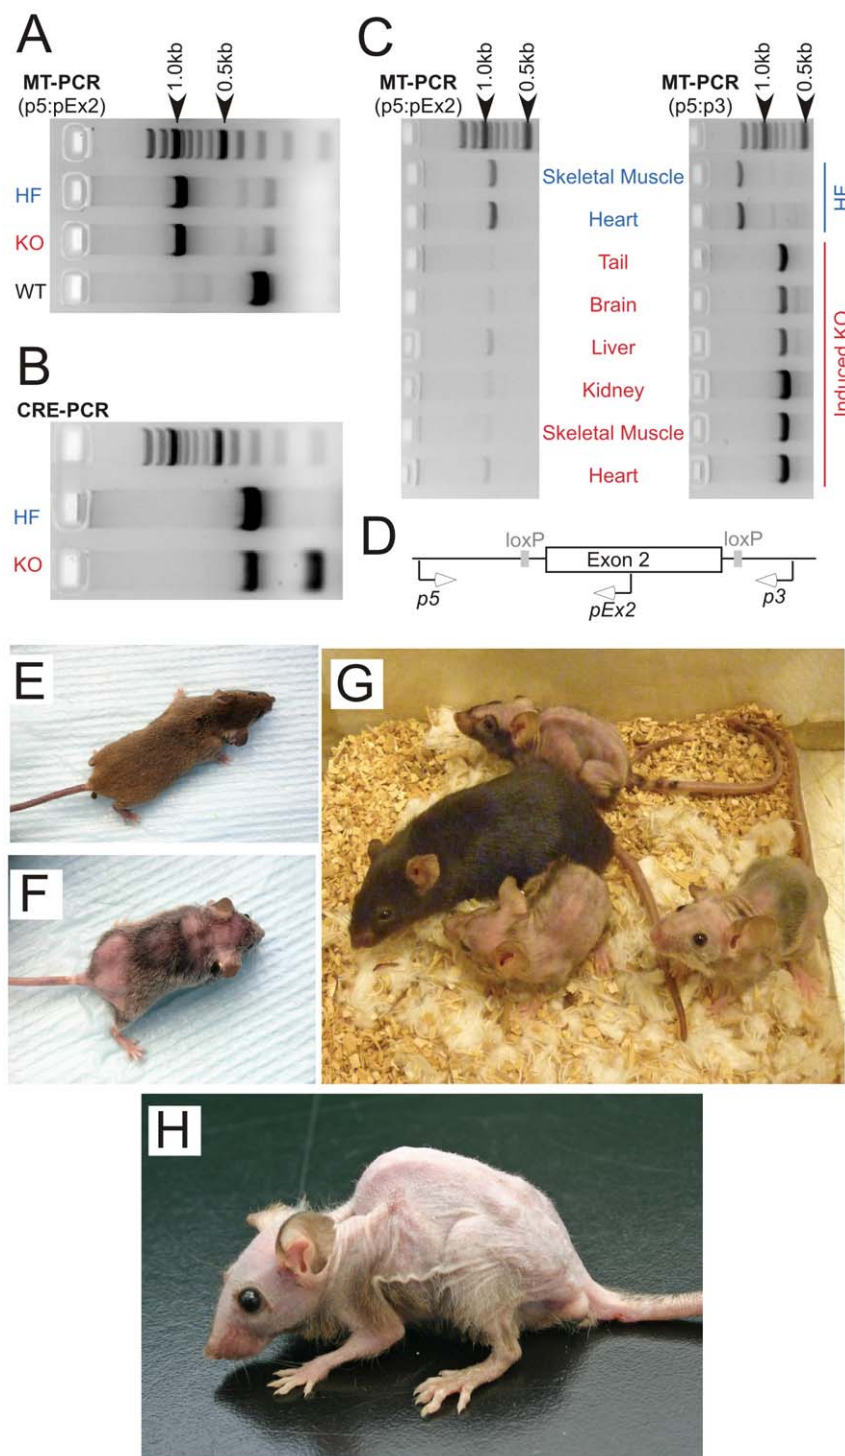 A
MT-PCR
(p5:pEx2)
1.0kb
0.5kb
HF
KO
WT
B
CRE-PCR
HF
KO
C
MT-PCR
(p5:pEx2)
1.0kb
0.5kb
MT-PCR
(p5:p3)
1.0kb
0.5kb
Skeletal Muscle
Heart
Tail
Brain
Liver
Kidney
Skeletal Muscle
Heart
HF
Induced KO
D
loxP
Exon 2
loxP
p5
pEx2
p3
E
F
G
H